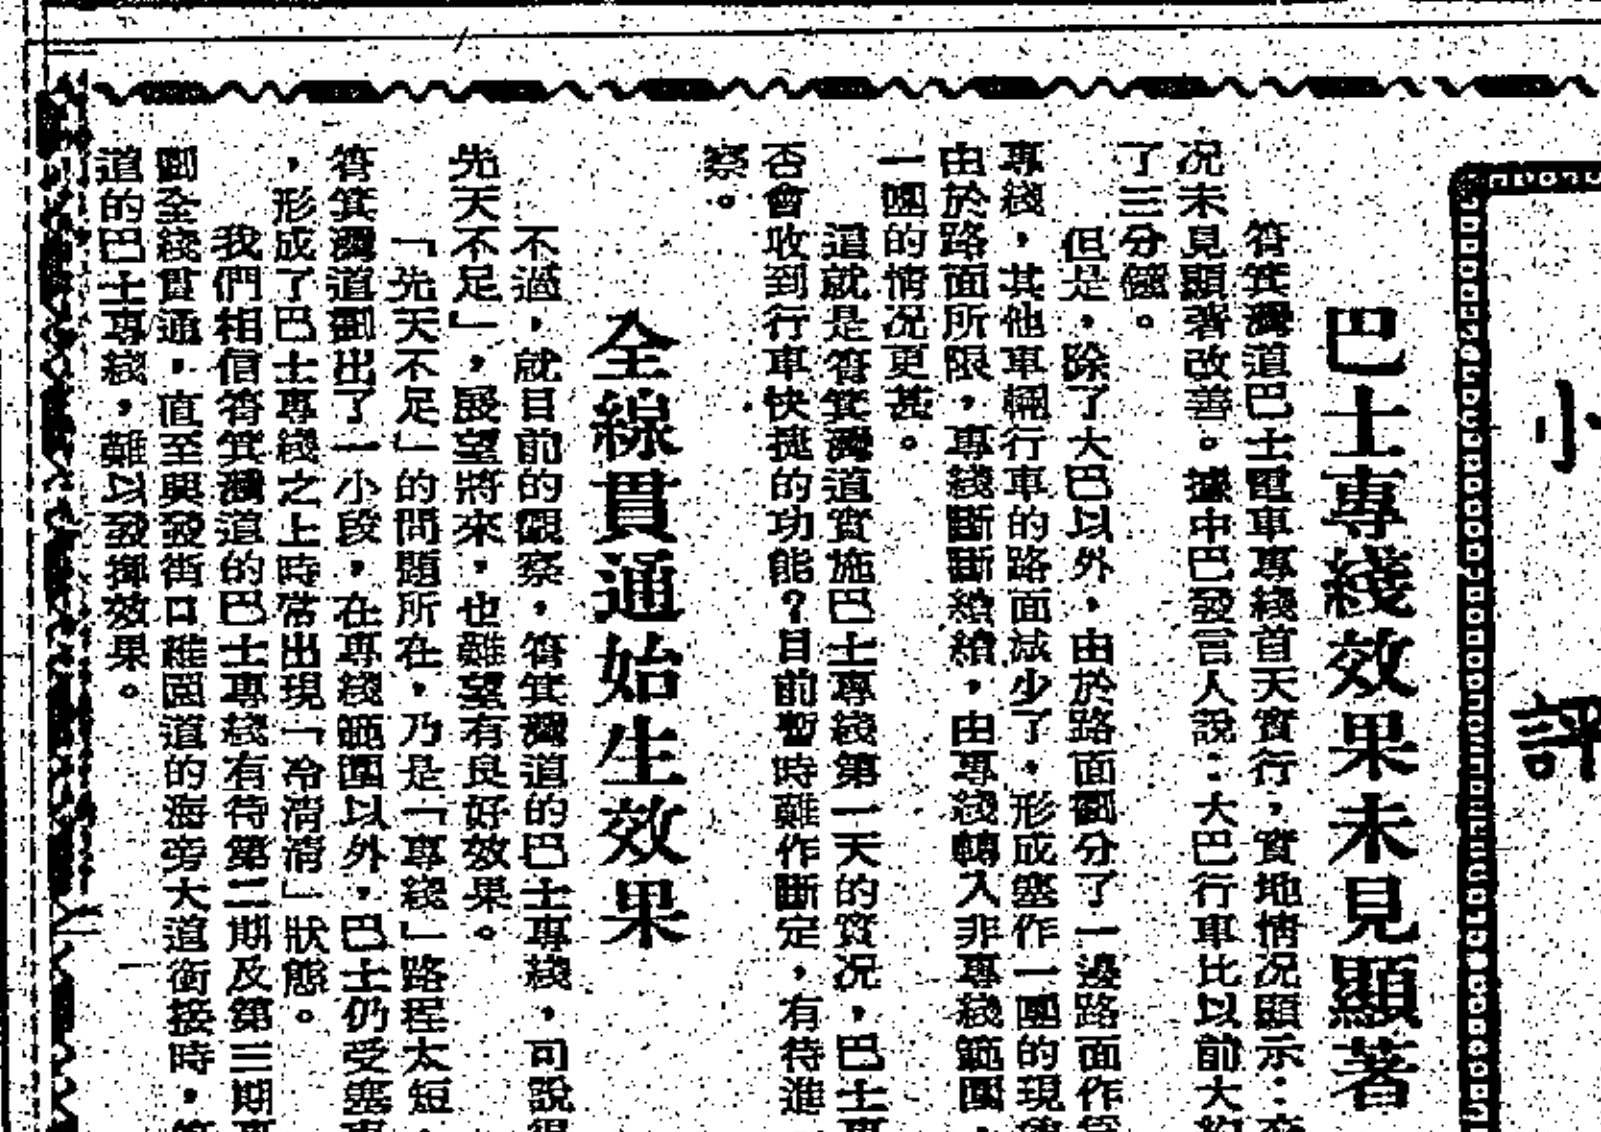 小評
巴士專綫效果未見顯著
筲箕灣道巴士電車專綫首天實行，實地情況顯示：交
況未見顯著改善。據中巴發言人說：大巴行車比以前大約
了三分鐘。
但是，除了大巴以外，由於路面劃分了一邊路面作
專綫，其他車輛行車的路面減少了，形成塞作一團的現
由於路面所限，專綫斷斷續續，由專綫轉入非專綫範圍，
一團的情況更甚。
這就是筲箕灣道實施巴士專綫第一天的實況，巴士專
否會收到行車快捷的功能？目前暫時難作斷定，有待進
察。
全線貫通始生效果
不過，就目前的觀察，筲箕灣道的巴士專綫，可說
先天不足」，展望將來，也難望有良好效果。
「先天不足」的問題所在，乃是「專綫」路程太短，
筲箕灣道劃出了一小段，在專綫範圍以外，巴士仍受塞
，形成了巴士專綫之上時常出現「冷清清」狀態。
我們相信筲箕灣道的巴士專綫有待第二期及第三期
劃全綫貫通，直至興發街口維園道的海旁大道銜接時，
道的巴士專綫，難以發揮效果。